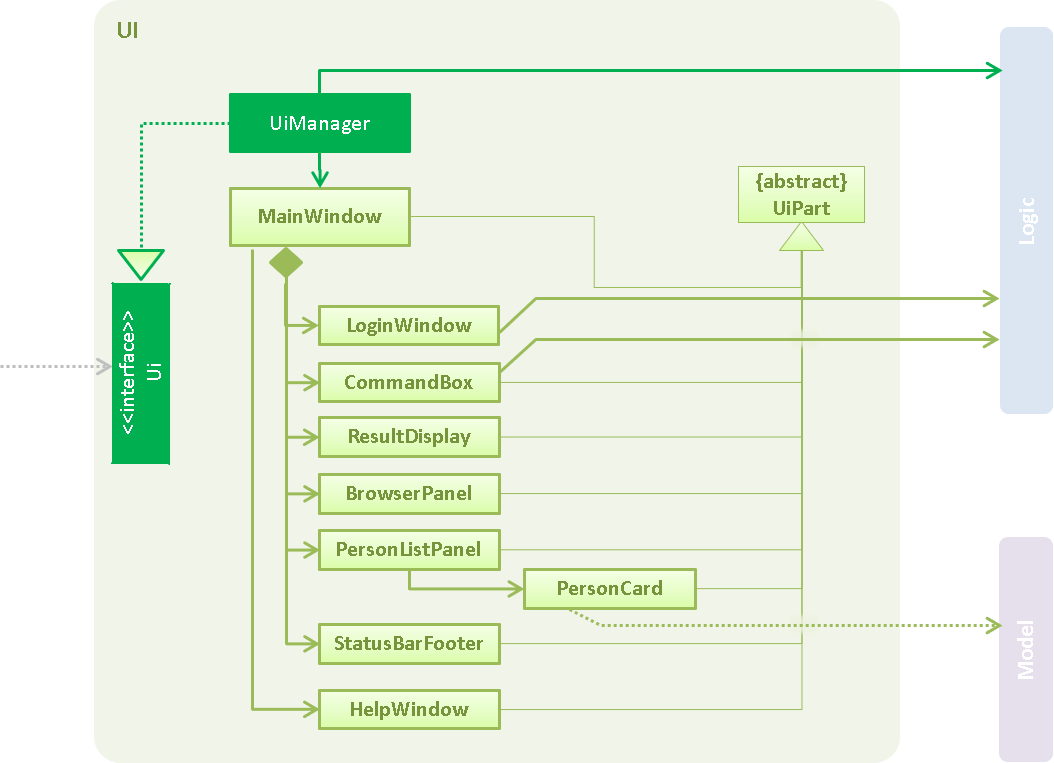 UI
UiManager
MainWindow
{abstract}
UiPart
Logic
<<interface>>
Ui
LoginWindow
CommandBox
ResultDisplay
BrowserPanel
PersonListPanel
PersonCard
StatusBarFooter
HelpWindow
Model